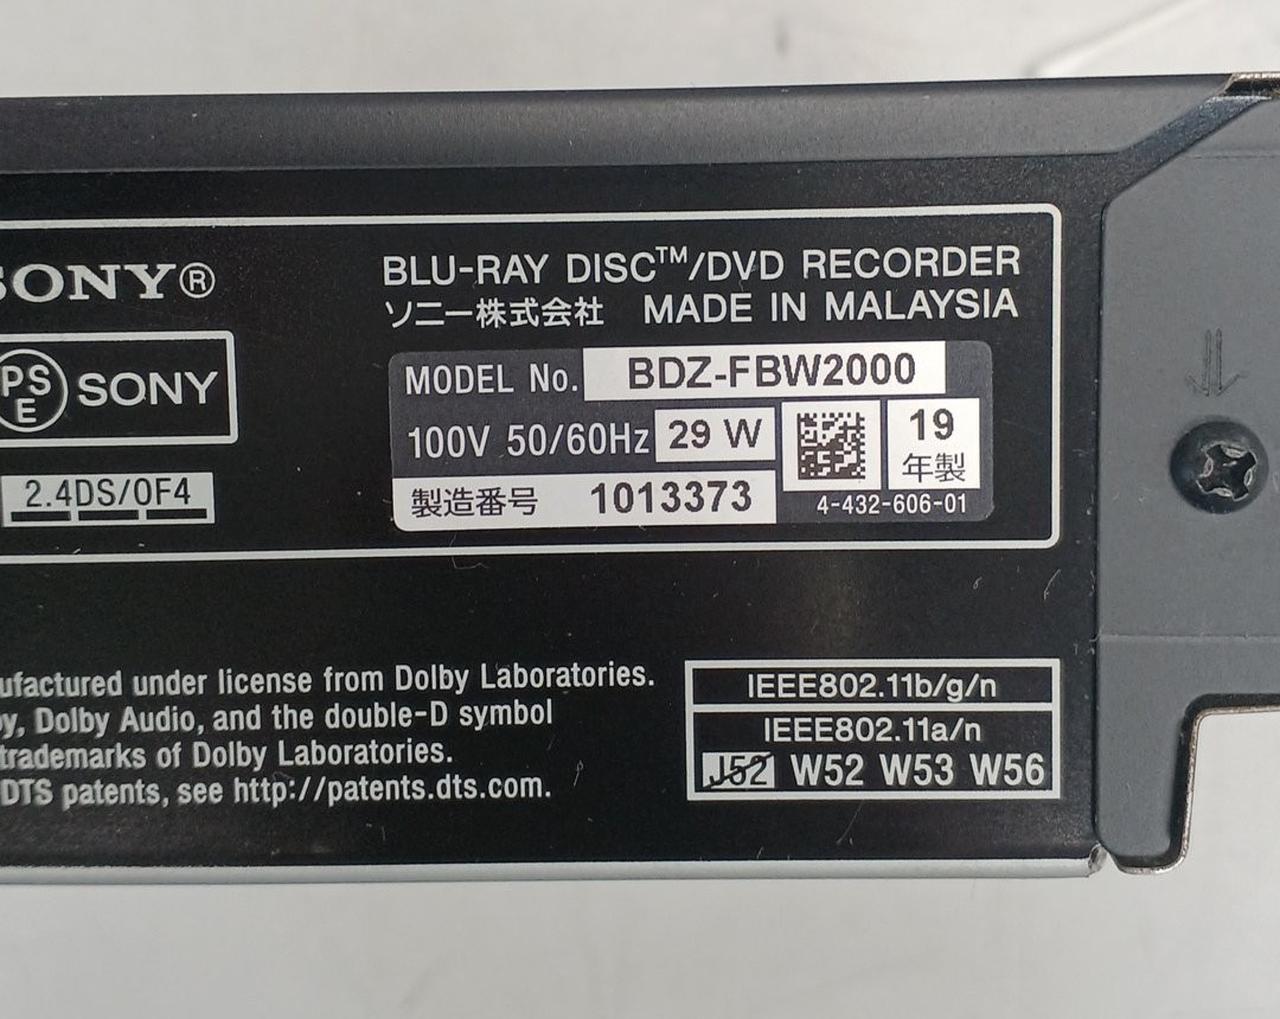 SONY®
BLU-RAY DISC™/DVD RECORDER
ソニー株式会社 MADE IN MALAYSIA
PS
E
SONY
MODEL No. BDZ-FBW2000
100V 50/60Hz 29 W
19
年製
製造番号 1013373
4-432-606-01
2.4DS/OF4
ufactured under license from Dolby Laboratories.
y, Dolby Audio, and the double-D symbol
trademarks of Dolby Laboratories.
DTS patents, see http://patents.dts.com.
IEEE802.11b/g/n
IEEE802.11a/n
J52 W52 W53 W56